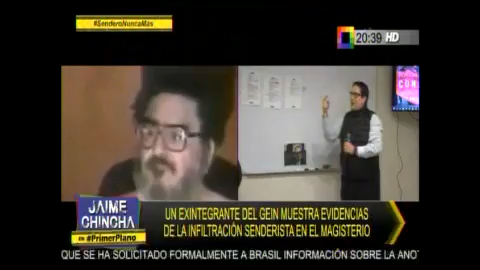 #SenderoNuncaMás
20:39 HD
JAIME
CHINCHA
en #PrimerPlano
UN EXINTEGRANTE DEL GEIN MUESTRA EVIDENCIAS
DE LA INFILTRACIÓN SENDERISTA EN EL MAGISTERIO
QUE SE HA SOLICITADO FORMALMENTE A BRASIL INFORMACIÓN SOBRE LA ANO